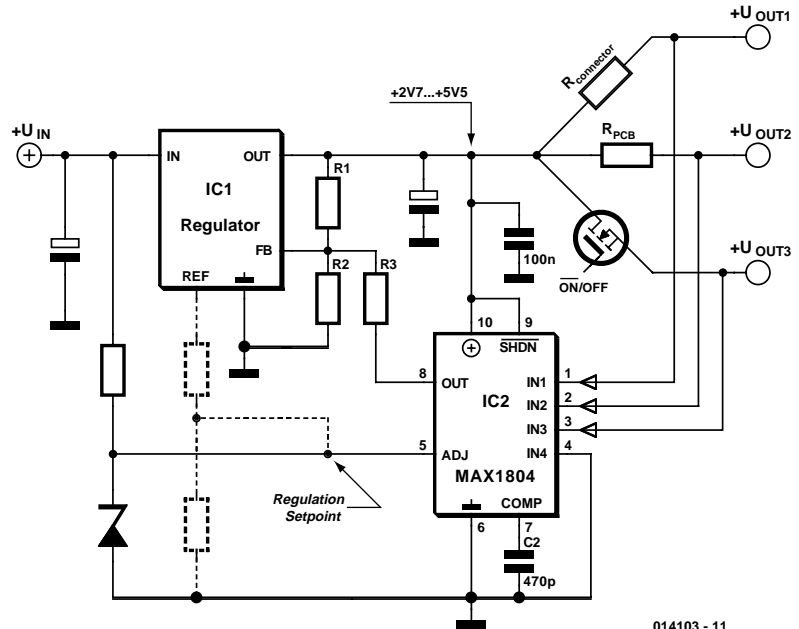 +U OUT1
R connector
+2V7...+5V5
+U IN
+U OUT2
R PCB
IN
OUT
R1
IC1
Regulator
FB
+U OUT3
R2
R3
100n
REF
ON/OFF
10
9
SHDN
8
OUT
IC2
IN1
1
IN2
2
IN3
3
IN4
4
5
ADJ
MAX1804
Regulation
Setpoint
COMP
6
7
C2
470p
014103 - 11